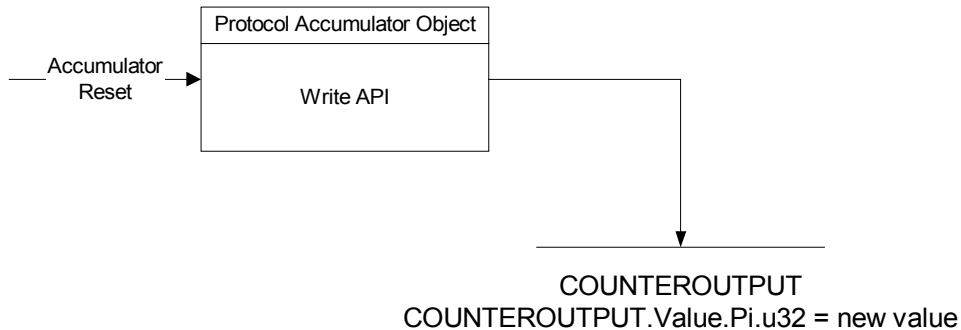 Protocol Accumulator Object
Accumulator
Reset
Write API
COUNTEROUTPUT
COUNTEROUTPUT.Value.Pi.u32 = new value